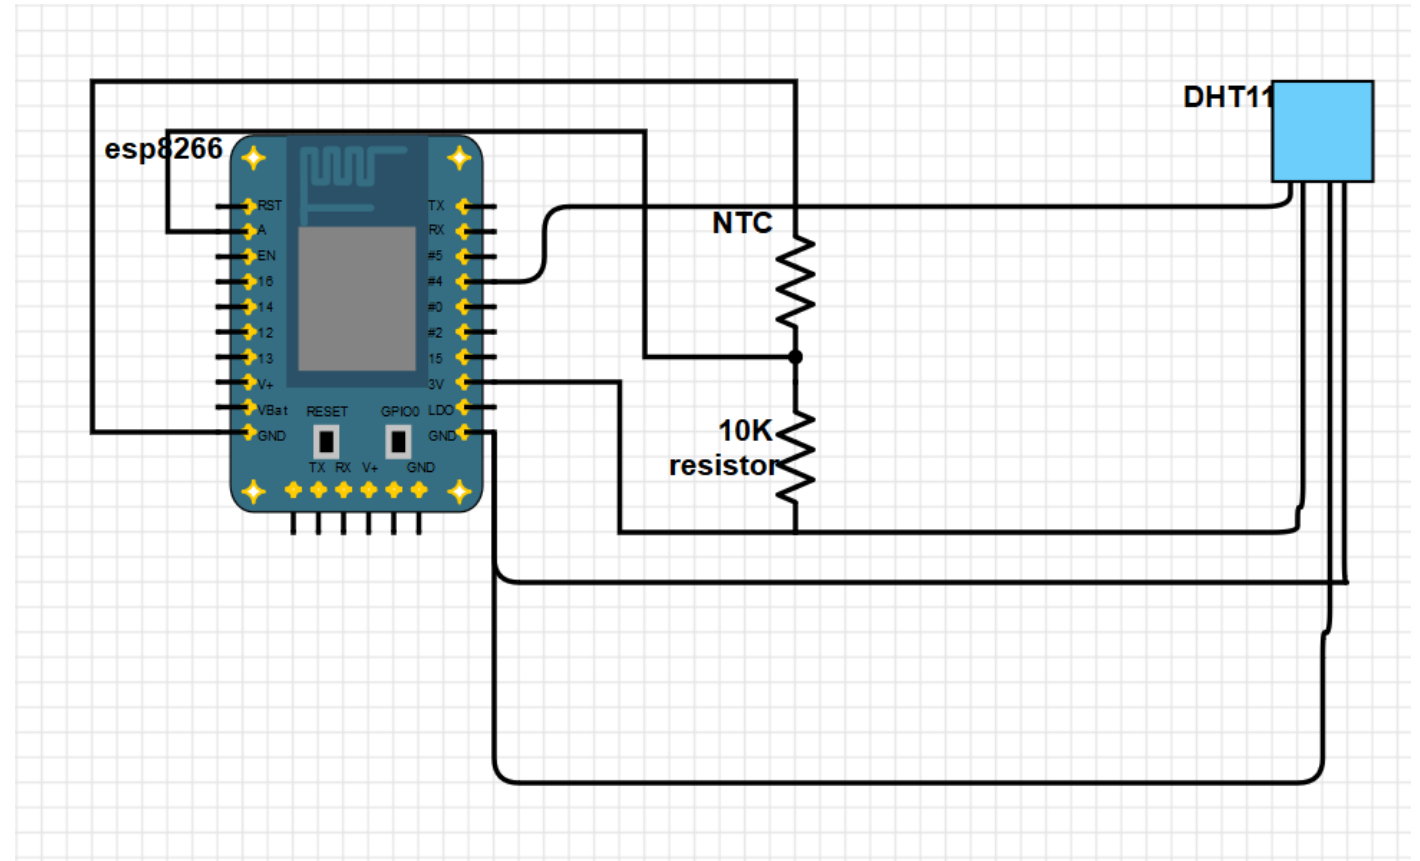 DHT11
esp8266
RST
A
EN
16
14
12
13
V+
VBat
GND
TX
RX
#5
#4
#0
#2
15
3V
LDO
GND
RESET
GPIO0
TX RX V+ GND
NTC
10K
resistor